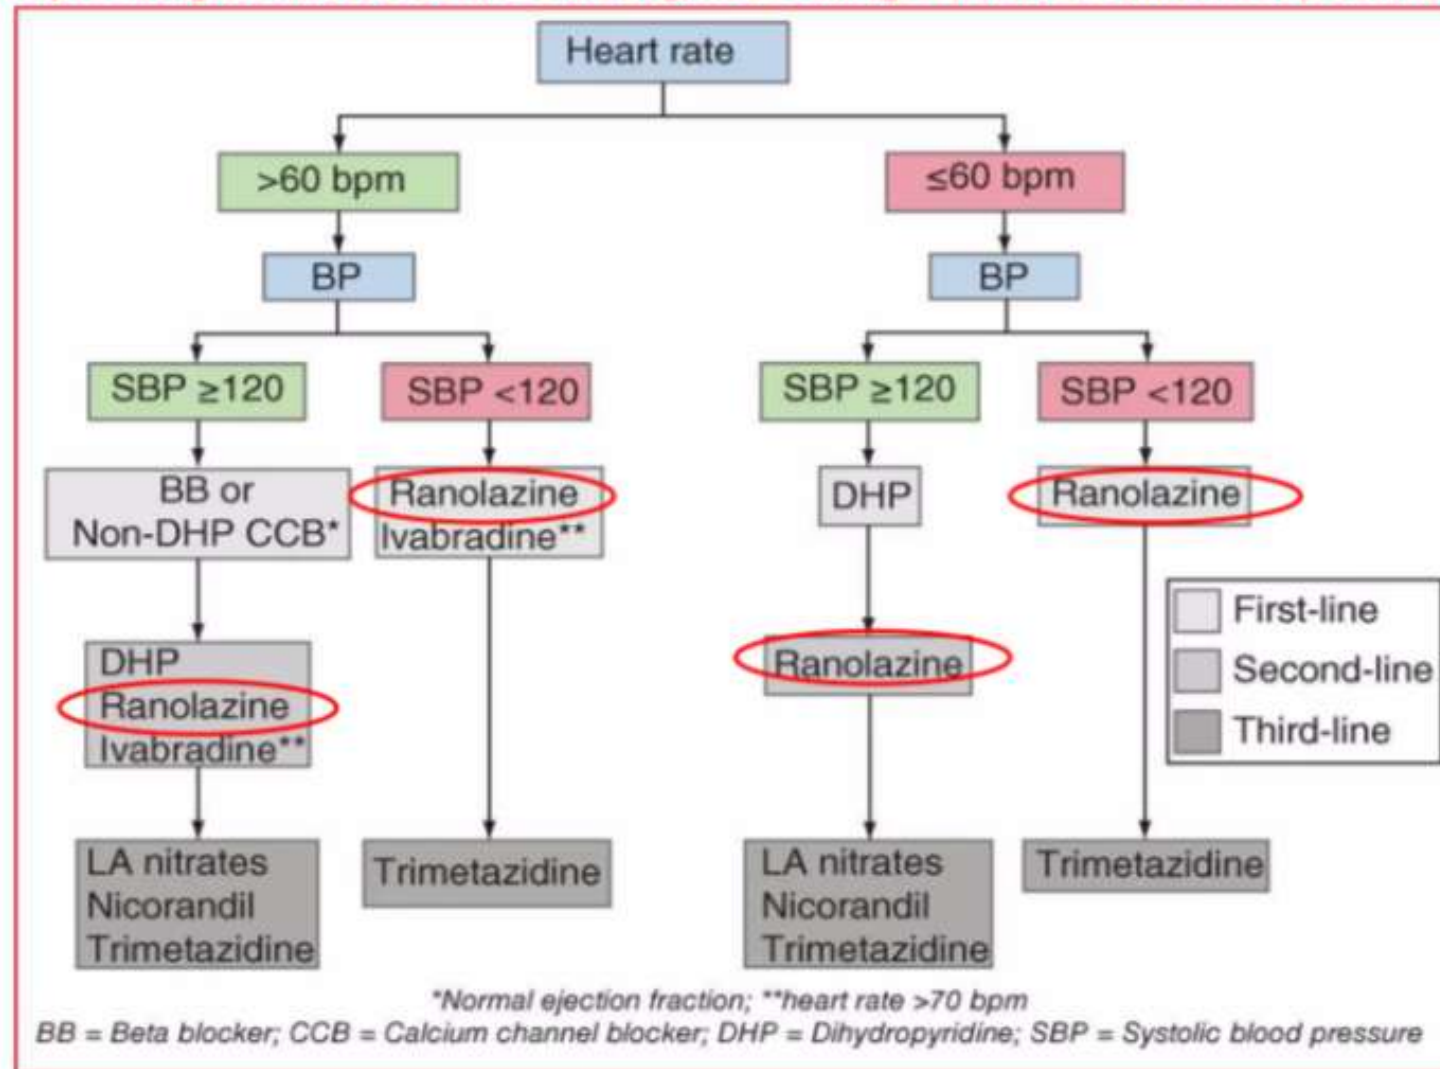 Heart rate
>60 bpm
≤60 bpm
BP
BP
SBP ≥120
SBP <120
SBP ≥120
SBP <120
BB or
Non-DHP CCB*
Ranolazine
Ivabradine**
DHP
Ranolazine
DHP
Ranolazine
Ivabradine**
Ranolazine
First-line
Second-line
Third-line
LA nitrates
Nicorandil
Trimetazidine
Trimetazidine
LA nitrates
Nicorandil
Trimetazidine
Trimetazidine
*Normal ejection fraction; **heart rate >70 bpm
BB = Beta blocker; CCB = Calcium channel blocker; DHP = Dihydropyridine; SBP = Systolic blood pressure